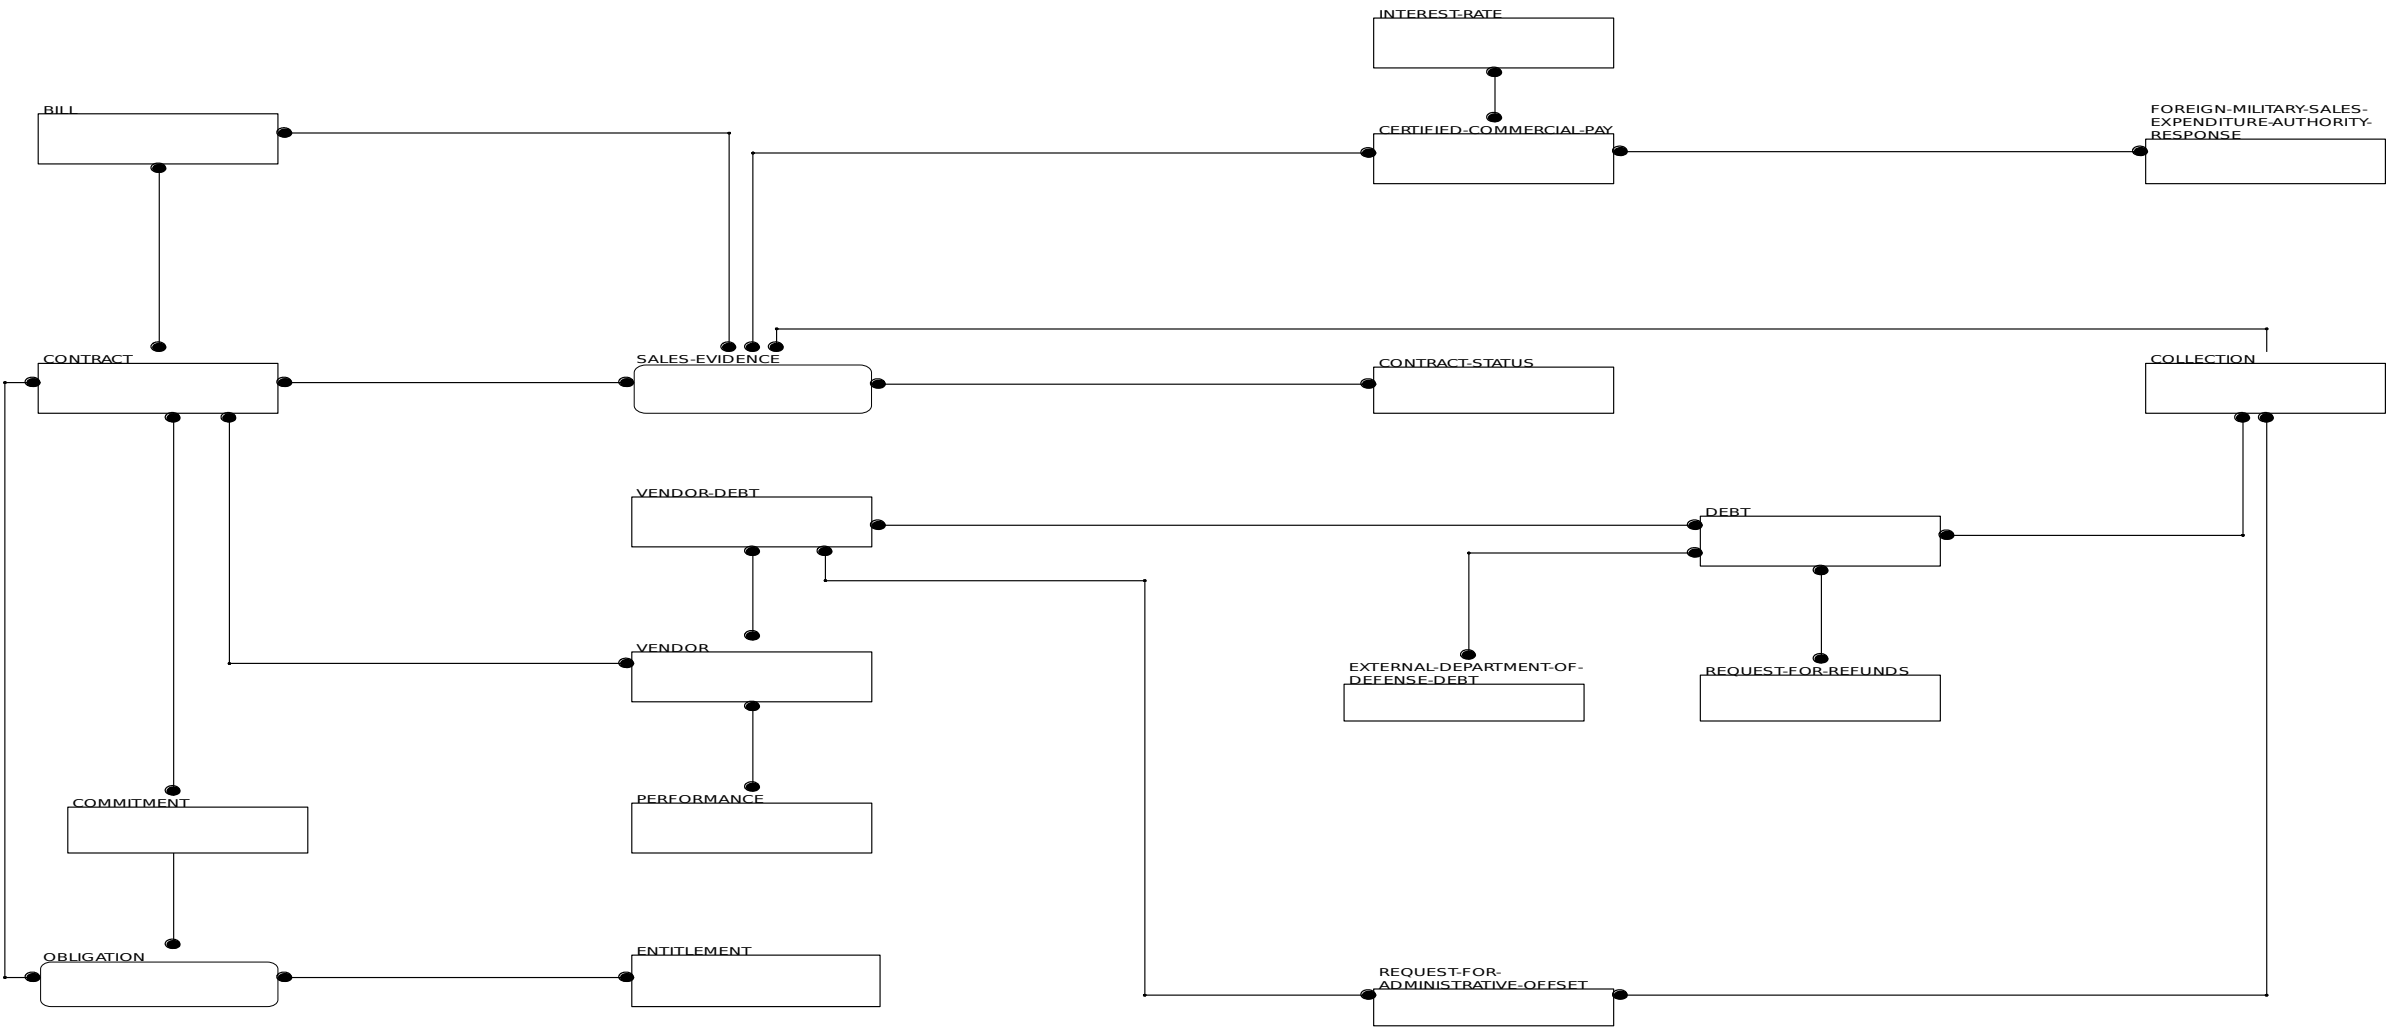 INTEREST-RATE
BILL
CERTIFIED-COMMERCIAL-PAY
FOREIGN-MILITARY-SALES-
EXPENDITURE-AUTHORITY-
RESPONSE
CONTRACT
SALES-EVIDENCE
CONTRACT-STATUS
COLLECTION
VENDOR-DEBT
DEBT
VENDOR
EXTERNAL-DEPARTMENT-OF-
DEFENSE-DEBT
REQUEST-FOR-REFUNDS
COMMITMENT
PERFORMANCE
OBLIGATION
ENTITLEMENT
REQUEST-FOR-
ADMINISTRATIVE-OFFSET